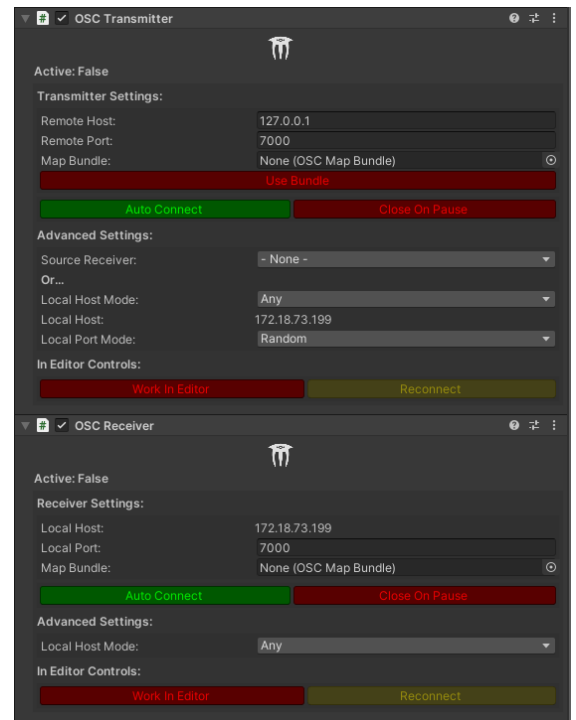 OSC Transmitter
Active: False
Transmitter Settings:
Remote Host: 127.0.0.1
Remote Port: 7000
Map Bundle: None (OSC Map Bundle)
Use Bundle
Auto Connect Close On Pause
Advanced Settings:
Source Receiver: - None -
Or...
Local Host Mode: Any
Local Host: 172.18.73.199
Local Port Mode: Random
In Editor Controls:
Work In Editor Reconnect
OSC Receiver
Active: False
Receiver Settings:
Local Host: 172.18.73.199
Local Port: 7000
Map Bundle: None (OSC Map Bundle)
Auto Connect Close On Pause
Advanced Settings:
Local Host Mode: Any
In Editor Controls:
Work In Editor Reconnect